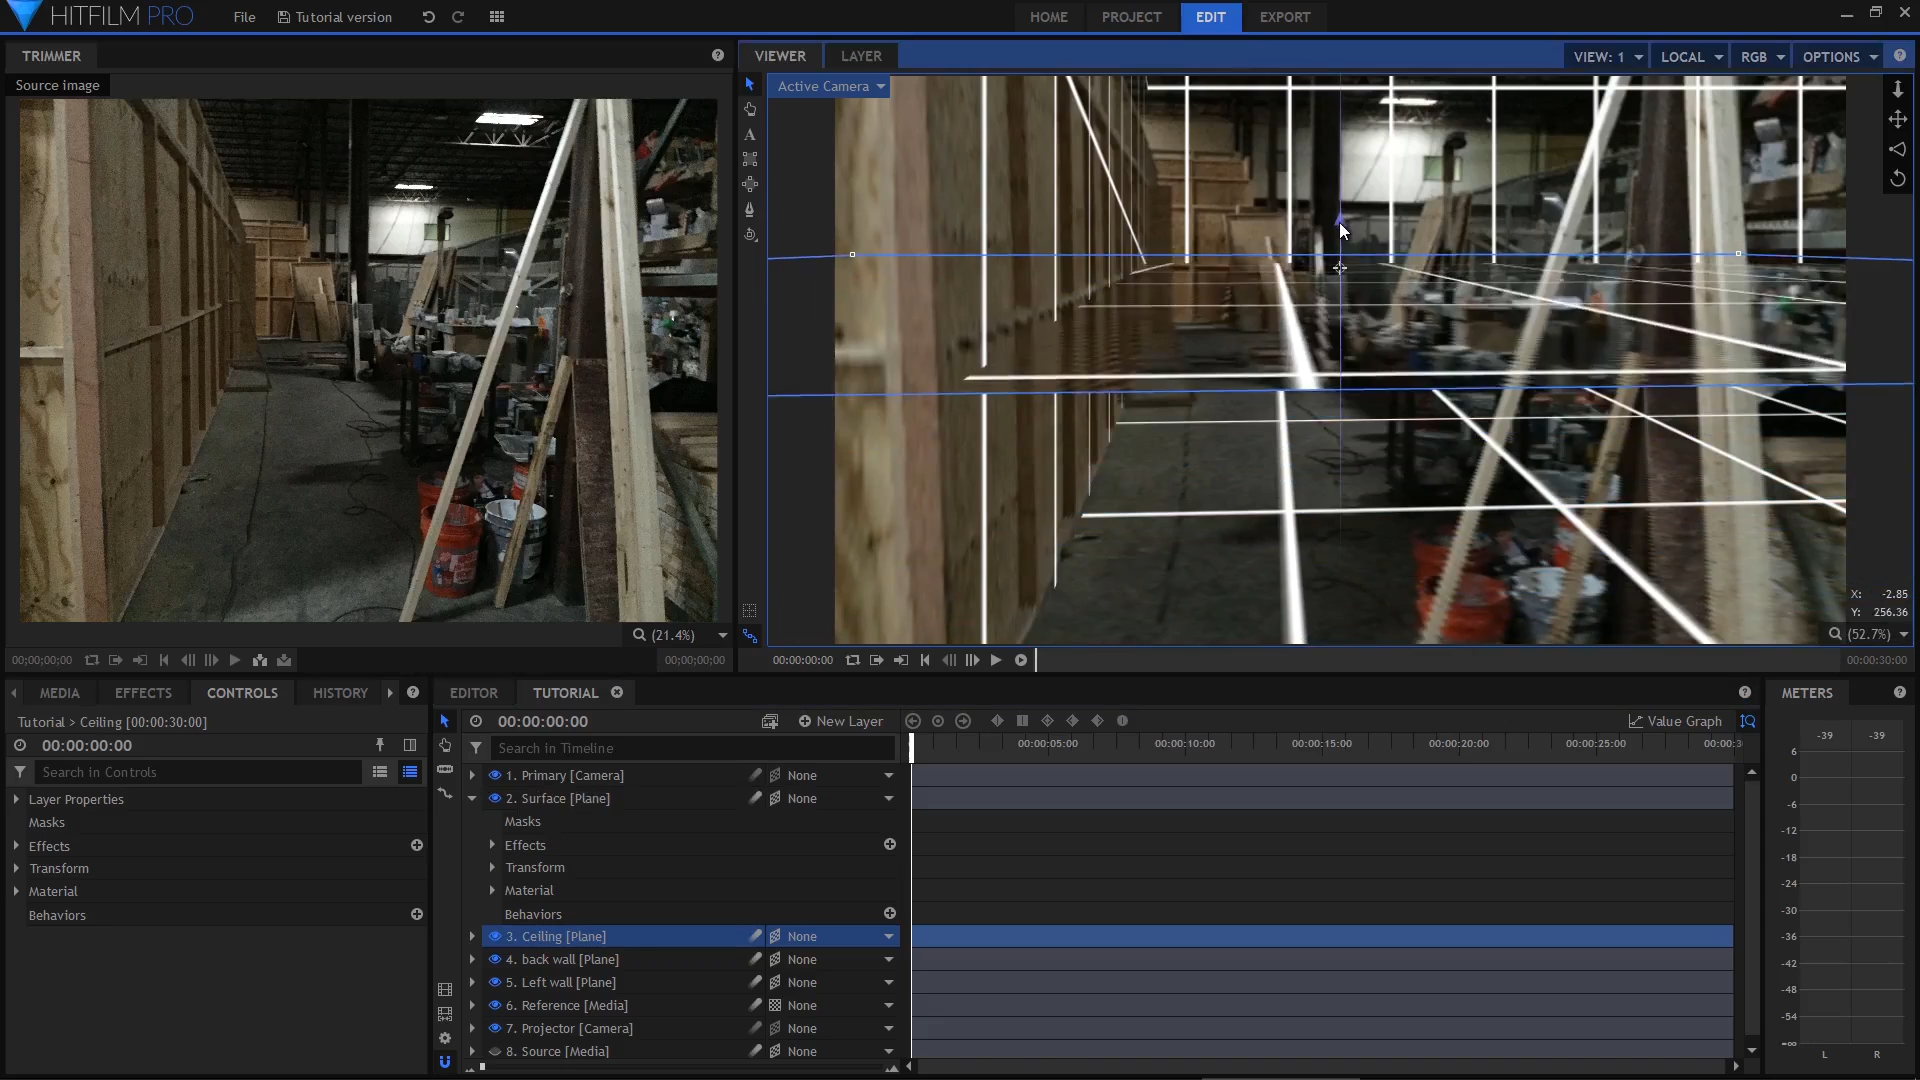 HITFILM PRO
File
Tutorial version
HOME
PROJECT
EDIT
EXPORT
TRIMMER
Source image
(21.4%)
00;00;00;00
00;00;00;00
VIEWER
LAYER
VIEW: 1
LOCAL
RGB
OPTIONS
Active Camera
A
X: -2.85
Y: 256.36
(52.7%)
00:00:00:00
00:00:30:00
MEDIA
EFFECTS
CONTROLS
HISTORY
Tutorial > Ceiling [00:00:30:00]
00:00:00:00
Search in Controls
Layer Properties
Masks
Effects
Transform
Material
Behaviors
EDITOR
TUTORIAL
00:00:00:00
New Layer
Value Graph
Search in Timeline
00:00:05:00
00:00:10:00
00:00:15:00
00:00:20:00
00:00:25:00
00:00:3
1. Primary [Camera] None
2. Surface [Plane] None
Masks
Effects
Transform
Material
Behaviors
3. Ceiling [Plane] None
4. back wall [Plane] None
5. Left wall [Plane] None
6. Reference [Media] None
7. Projector [Camera] None
8. Source [Media] None
METERS
-39 -39
6
0
-6
-12
-18
-24
-30
-36
-42
-48
-54
-∞
L R